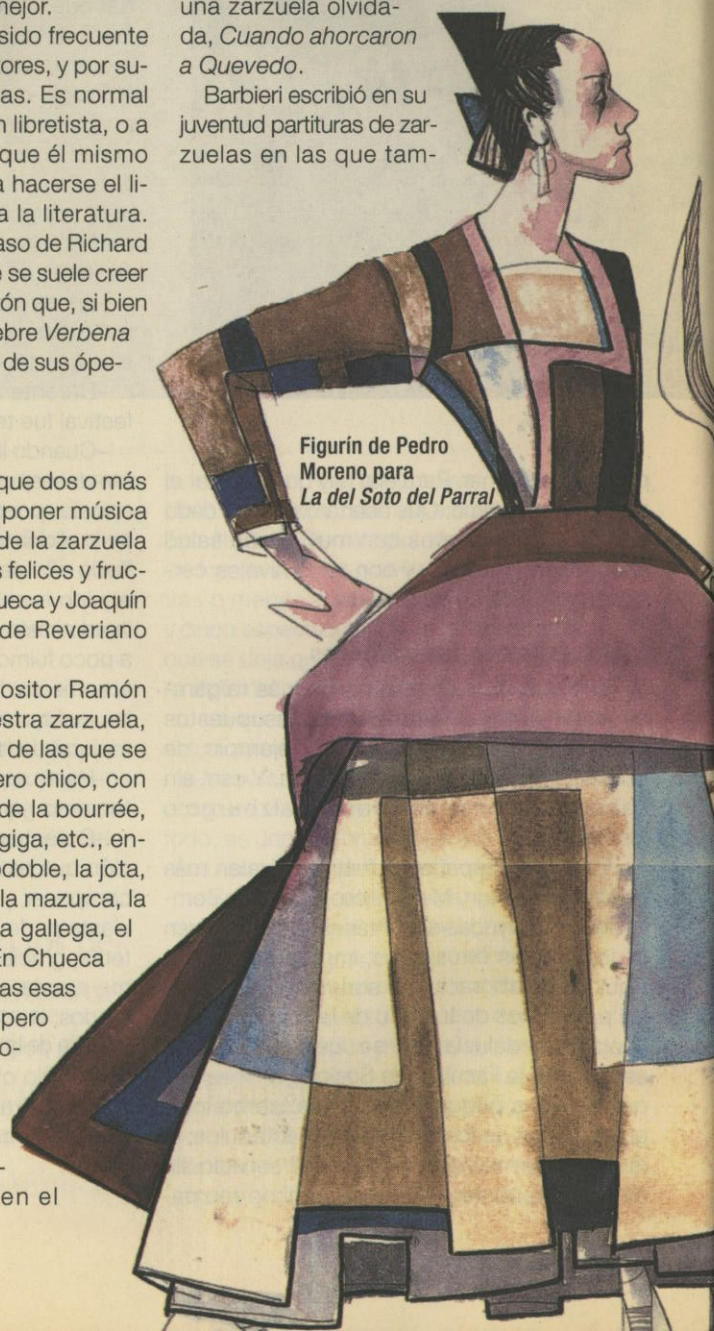 mejor.
sido frecuente
ores, y por su-
as. Es normal
n libretista, o a
que él mismo
a hacerse el li-
a la literatura.
aso de Richard
e se suele creer
ón que, si bien
ebre Verbena
de sus ópe-
que dos o más
poner música
de la zarzuela
s felices y fruc-
ueca y Joaquín
de Reveriano
positor Ramón
estra zarzuela,
de las que se
ero chico, con
de la bourrée,
giga, etc., en-
odoble, la jota,
la mazurca, la
a gallega, el
En Chueca
as esas
pero
o-
-
en el
una zarzuela olvida-
da, Cuando ahorcaron
a Quevedo.
Barbieri escribió en su
juventud partituras de zar-
zuelas en las que tam-
Figurín de Pedro
Moreno para
La del Soto del Parral